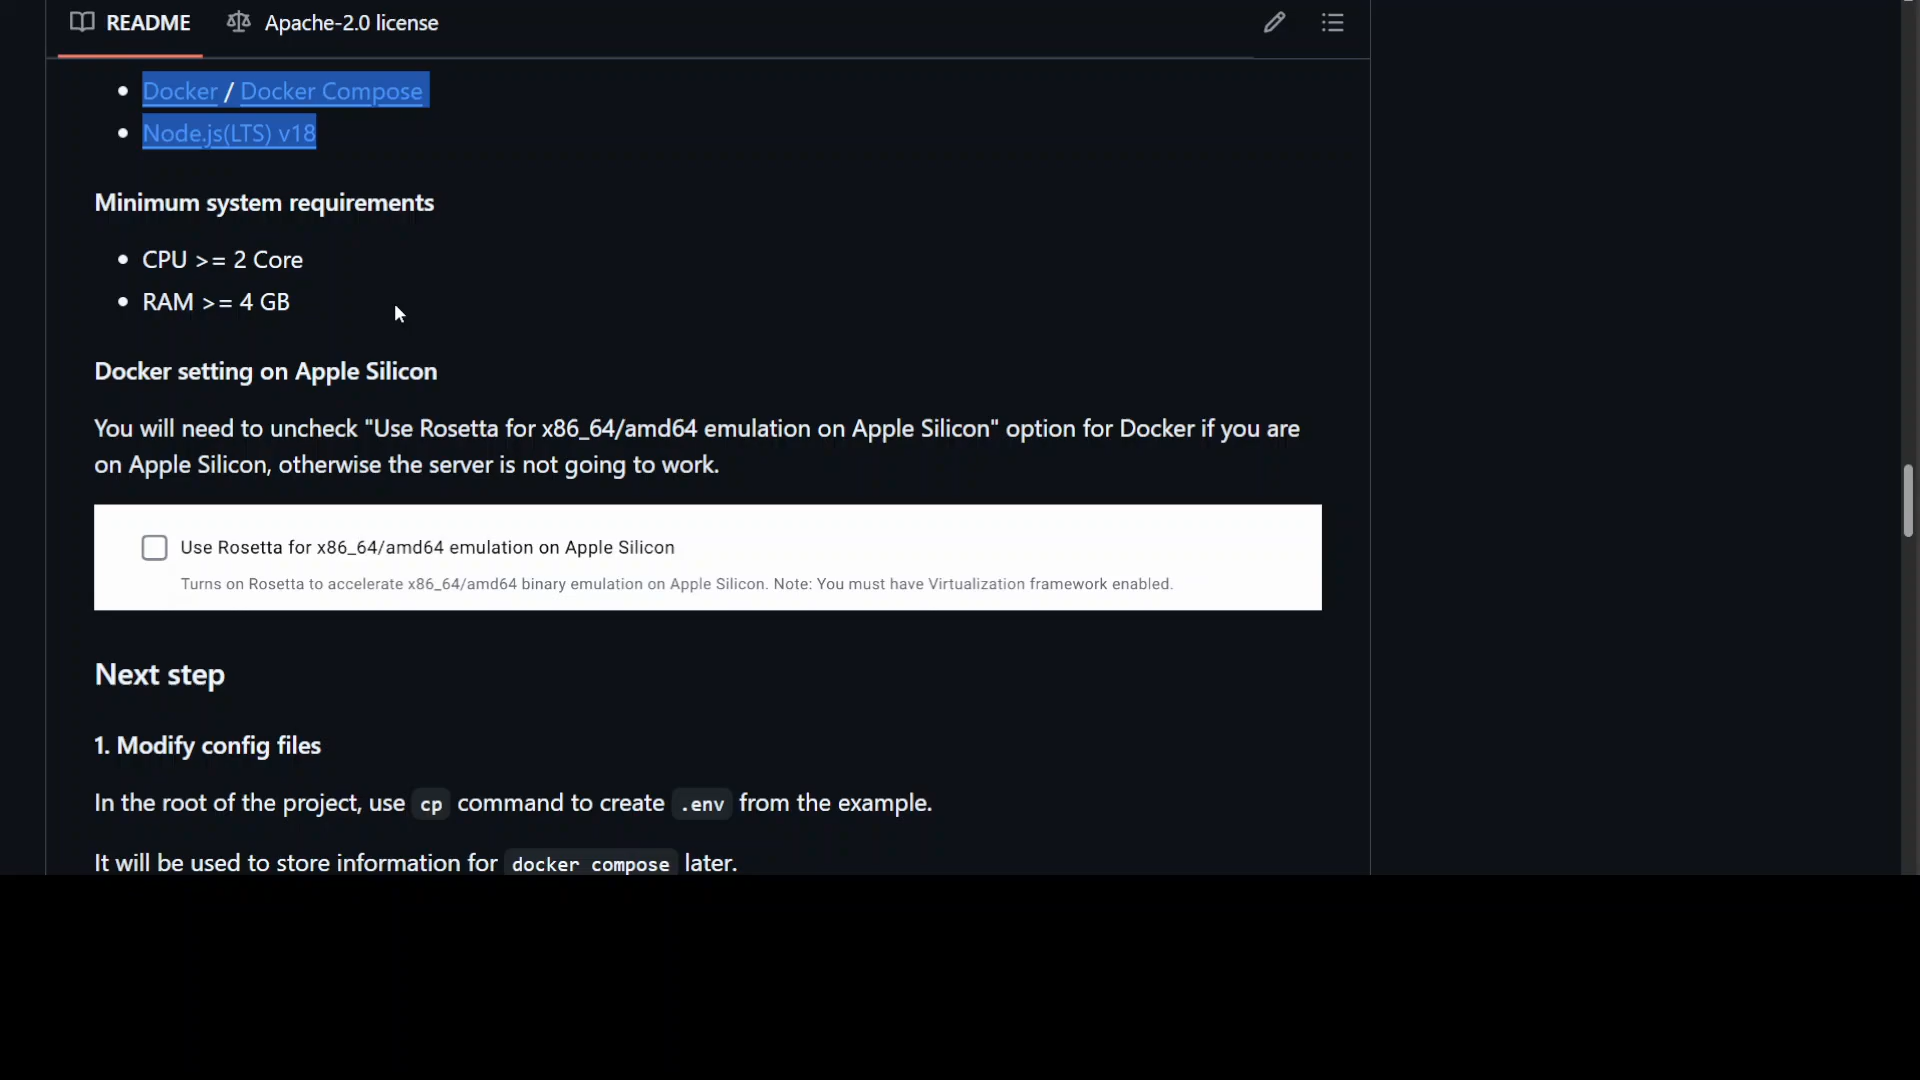 README
Apache-2.0 license
Docker / Docker Compose
Node.js(LTS) v18
Minimum system requirements
CPU >= 2 Core
RAM >= 4 GB
Docker setting on Apple Silicon
You will need to uncheck "Use Rosetta for x86_64/amd64 emulation on Apple Silicon" option for Docker if you are
on Apple Silicon, otherwise the server is not going to work.
Use Rosetta for x86_64/amd64 emulation on Apple Silicon
Turns on Rosetta to accelerate x86_64/amd64 binary emulation on Apple Silicon. Note: You must have Virtualization framework enabled.
Next step
1. Modify config files
In the root of the project, use cp command to create .env from the example.
It will be used to store information for docker compose later.